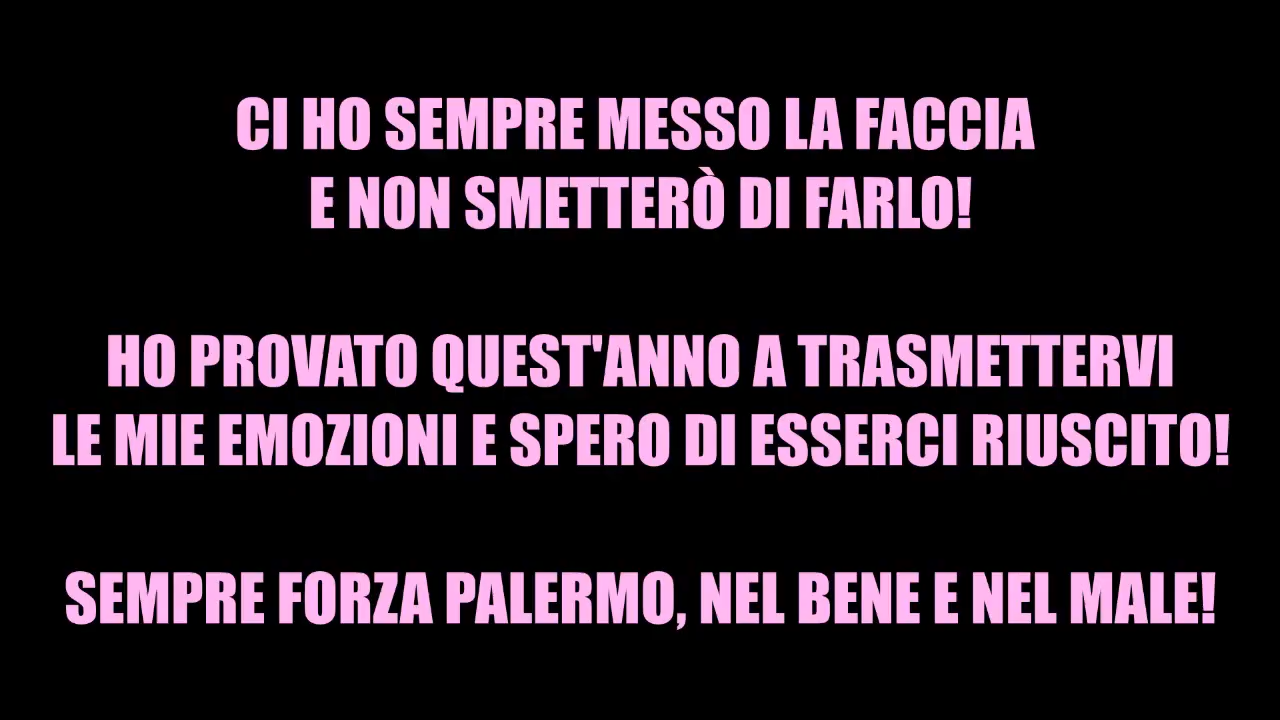 CI HO SEMPRE MESSO LA FACCIA
E NON SMETTERÒ DI FARLO!
HO PROVATO QUEST'ANNO A TRASMETTERVI
LE MIE EMOZIONI E SPERO DI ESSERCI RIUSCITO!
SEMPRE FORZA PALERMO, NEL BENE E NEL MALE!